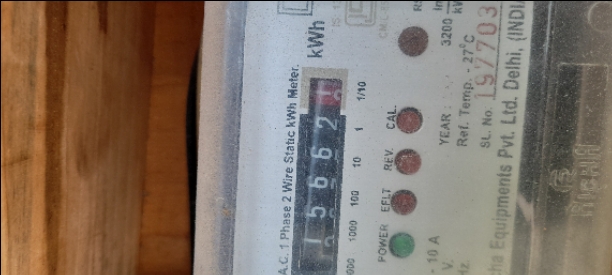 kWh
A.C. 1 Phase 2 Wire Static kWh Meter.
1 5 6 6 2
1000 100 10 1 1/10
POWER EFLT REV. CAL.
10 A
V.
Hz.
3200
YEAR :
Ref. Temp. - 27°C
SL. No. 197703
Equipments Pvt. Ltd. Delhi, (INDI